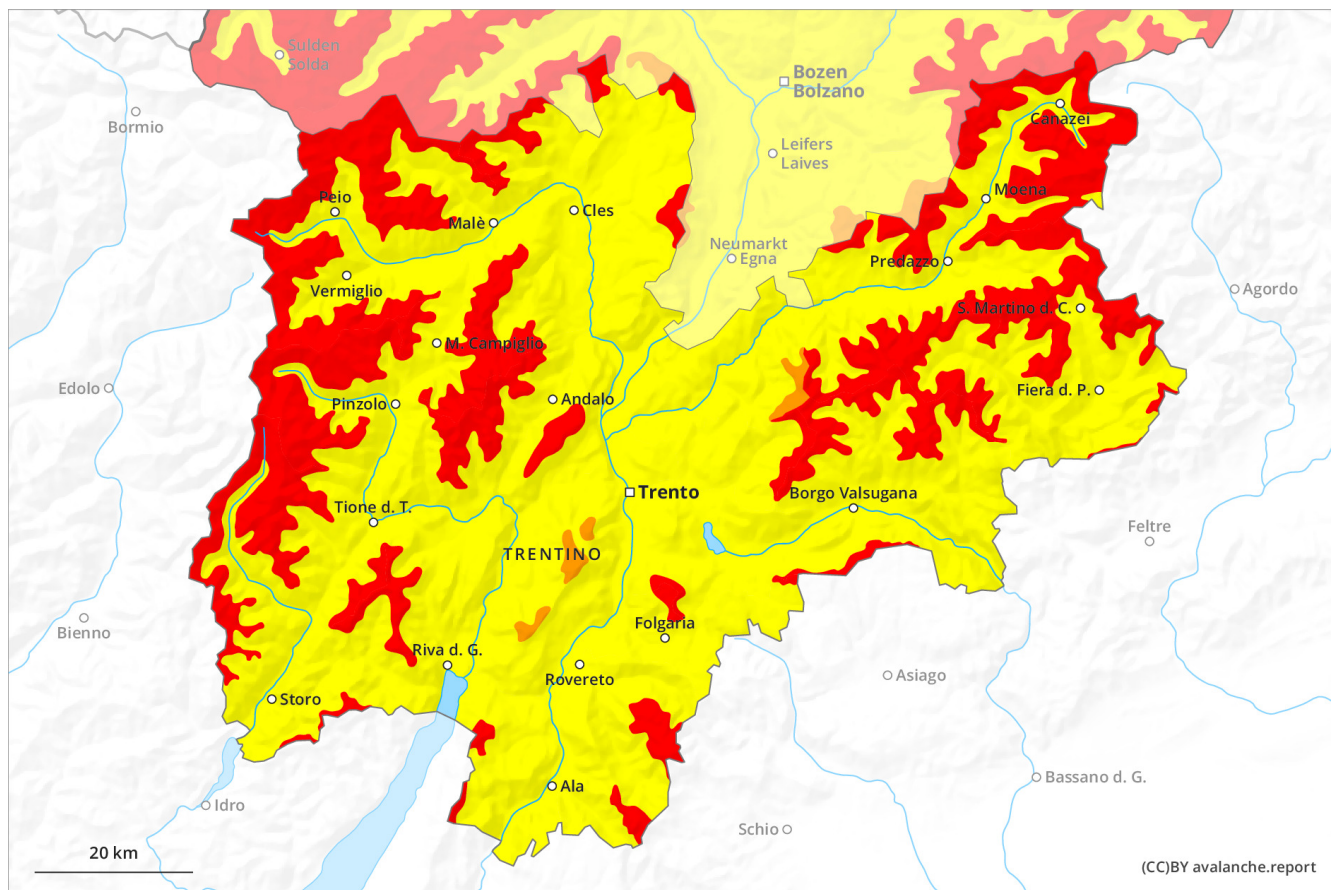 Sulden
Solda
Bozen
Bolzano
Bormio
Canazei
Leifers
Laives
Peio
Moena
Malè
Cles
Neumarkt
Egna
Predazzo
Vermiglio
Agordo
S. Martino d. C.
M. Campiglio
Edolo
Pinzolo
Andalo
Fiera d. P.
Trento
Borgo Valsugana
Tione d. T.
Feltre
TRENTINO
Bienno
Folgaria
Riva d. G.
Rovereto
Asiago
Storo
Bassano d. G.
Ala
Idro
Schio
20 km
(CC)BY avalanche.report